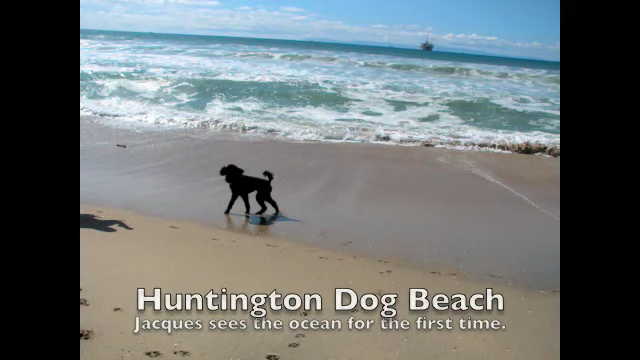 Huntington Dog Beach
Jacques sees the ocean for the first time.